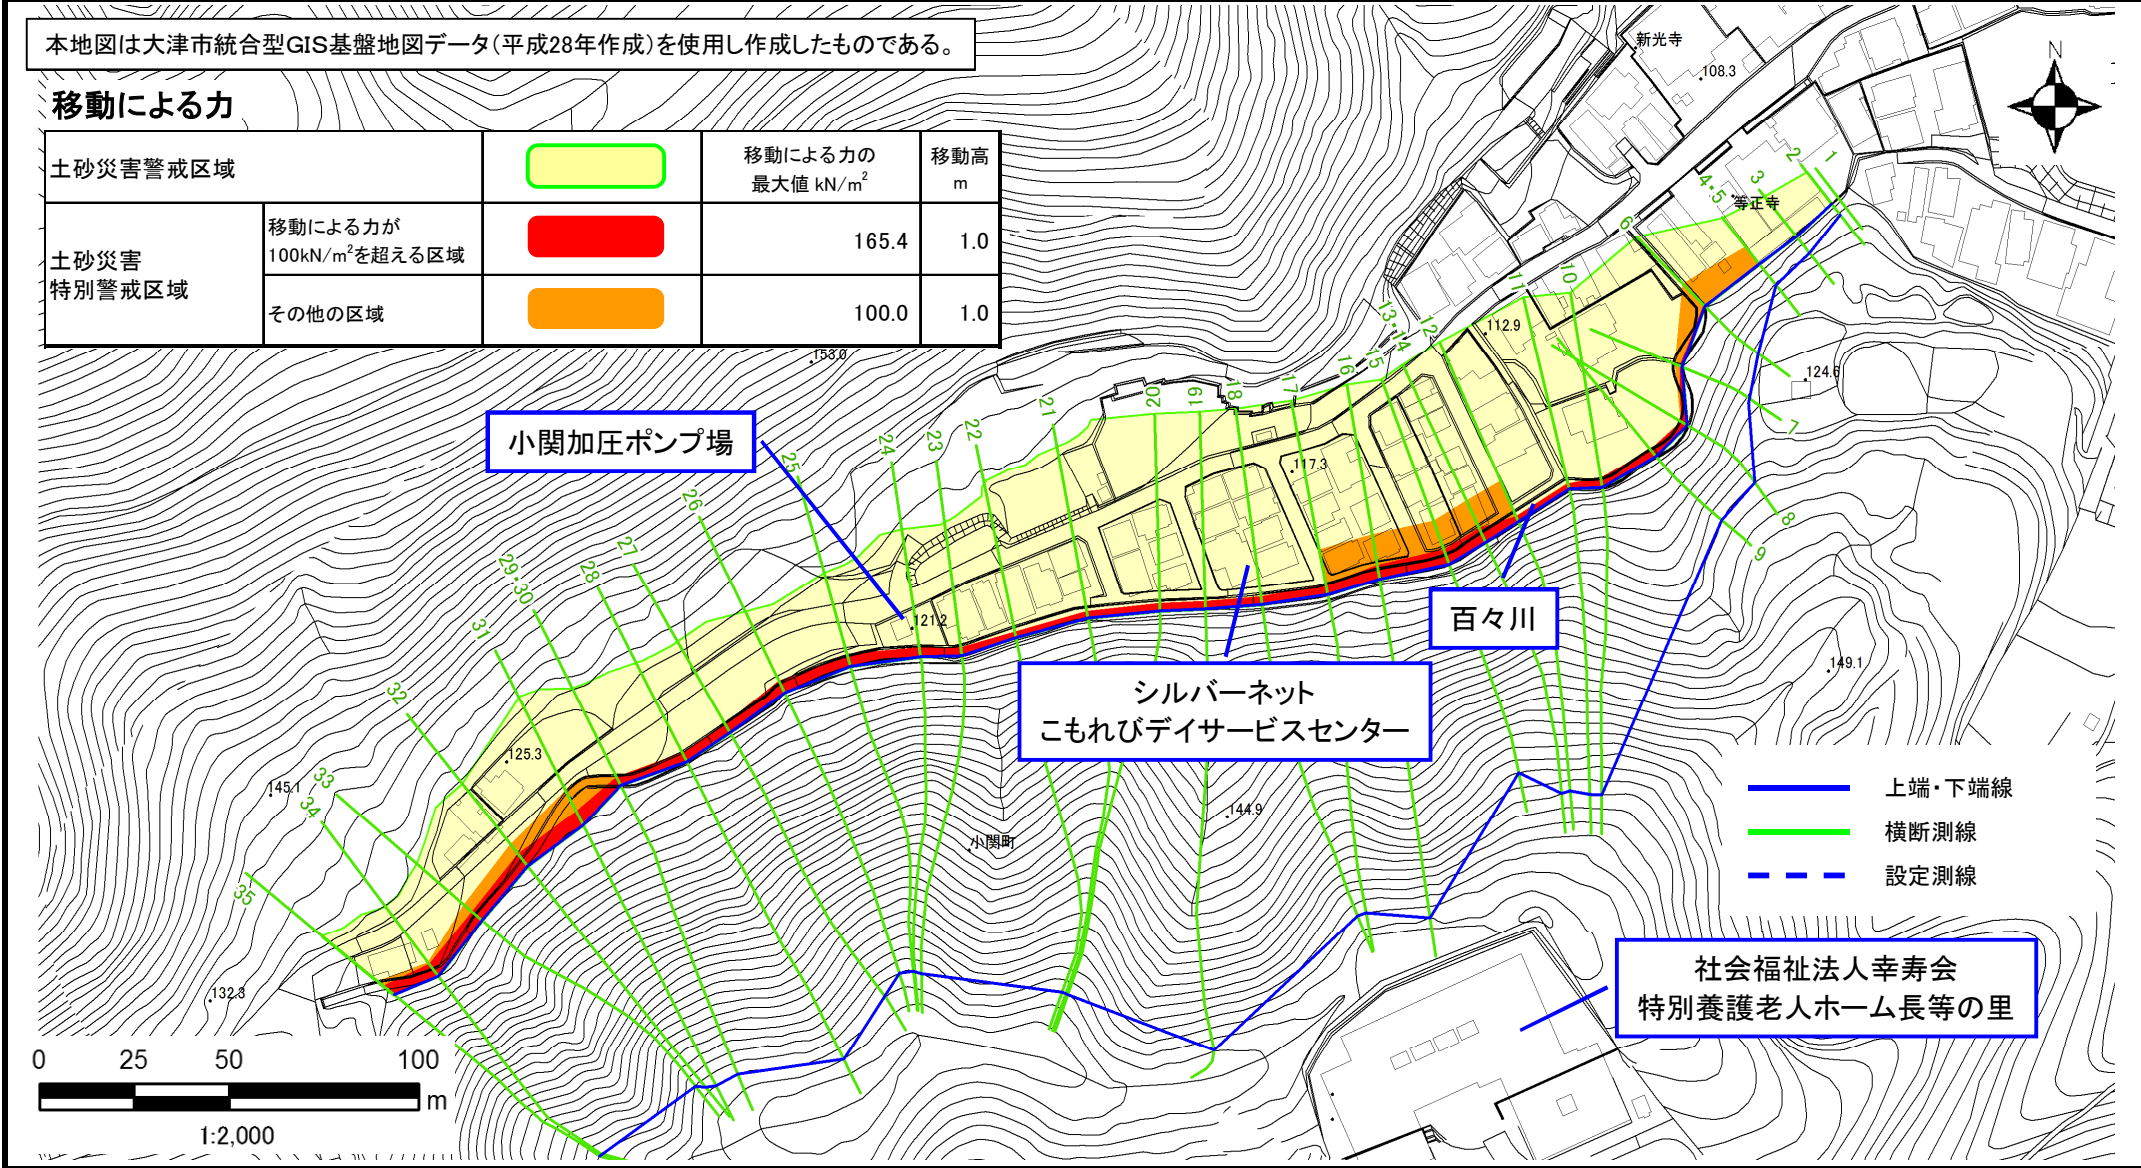 本地図は大津市統合型GIS基盤地図データ(平成28年作成)を使用し作成したものである。
移動による力
土砂災害警戒区域
移動による力の
最大値 kN/m²
移動高
m
土砂災害
特別警戒区域
移動による力が
100kN/m²を超える区域
165.4
1.0
その他の区域
100.0
1.0
N
新光寺
108.3
等正寺
1
2
3
4・5
6
7
8
9
10
11
12
13・14
15
16
17
18
19
20
21
22
23
24
25
26
27
28
29・30
31
32
33
34
35
153.0
112.9
124.6
117.3
121.2
125.3
145.1
132.3
144.9
149.1
小関町
小関加圧ポンプ場
百々川
シルバーネット
こもれびデイサービスセンター
上端・下端線
横断測線
設定測線
社会福祉法人幸寿会
特別養護老人ホーム長等の里
0 25 50 100
m
1:2,000